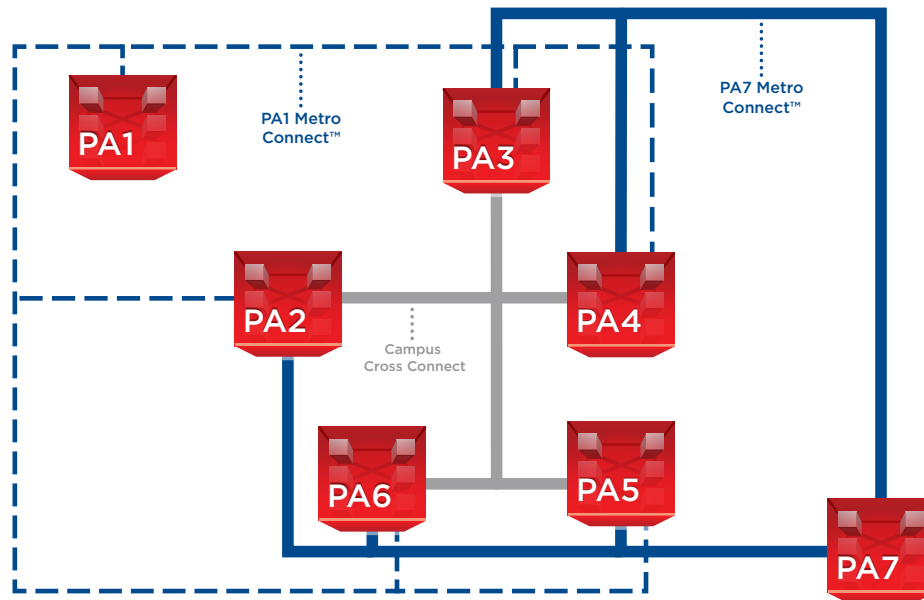 PA1 Metro
Connect™
PA7 Metro
Connect™
PA1
PA3
PA2
PA4
Campus
Cross Connect
PA6
PA5
PA7